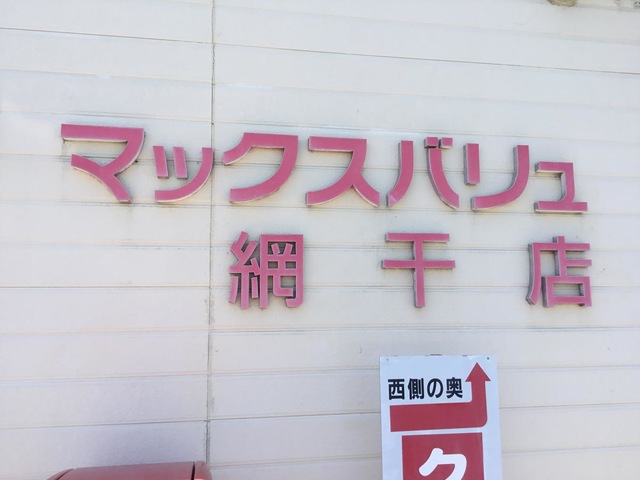 マックスバリュ
網干店
西側の奥
ク